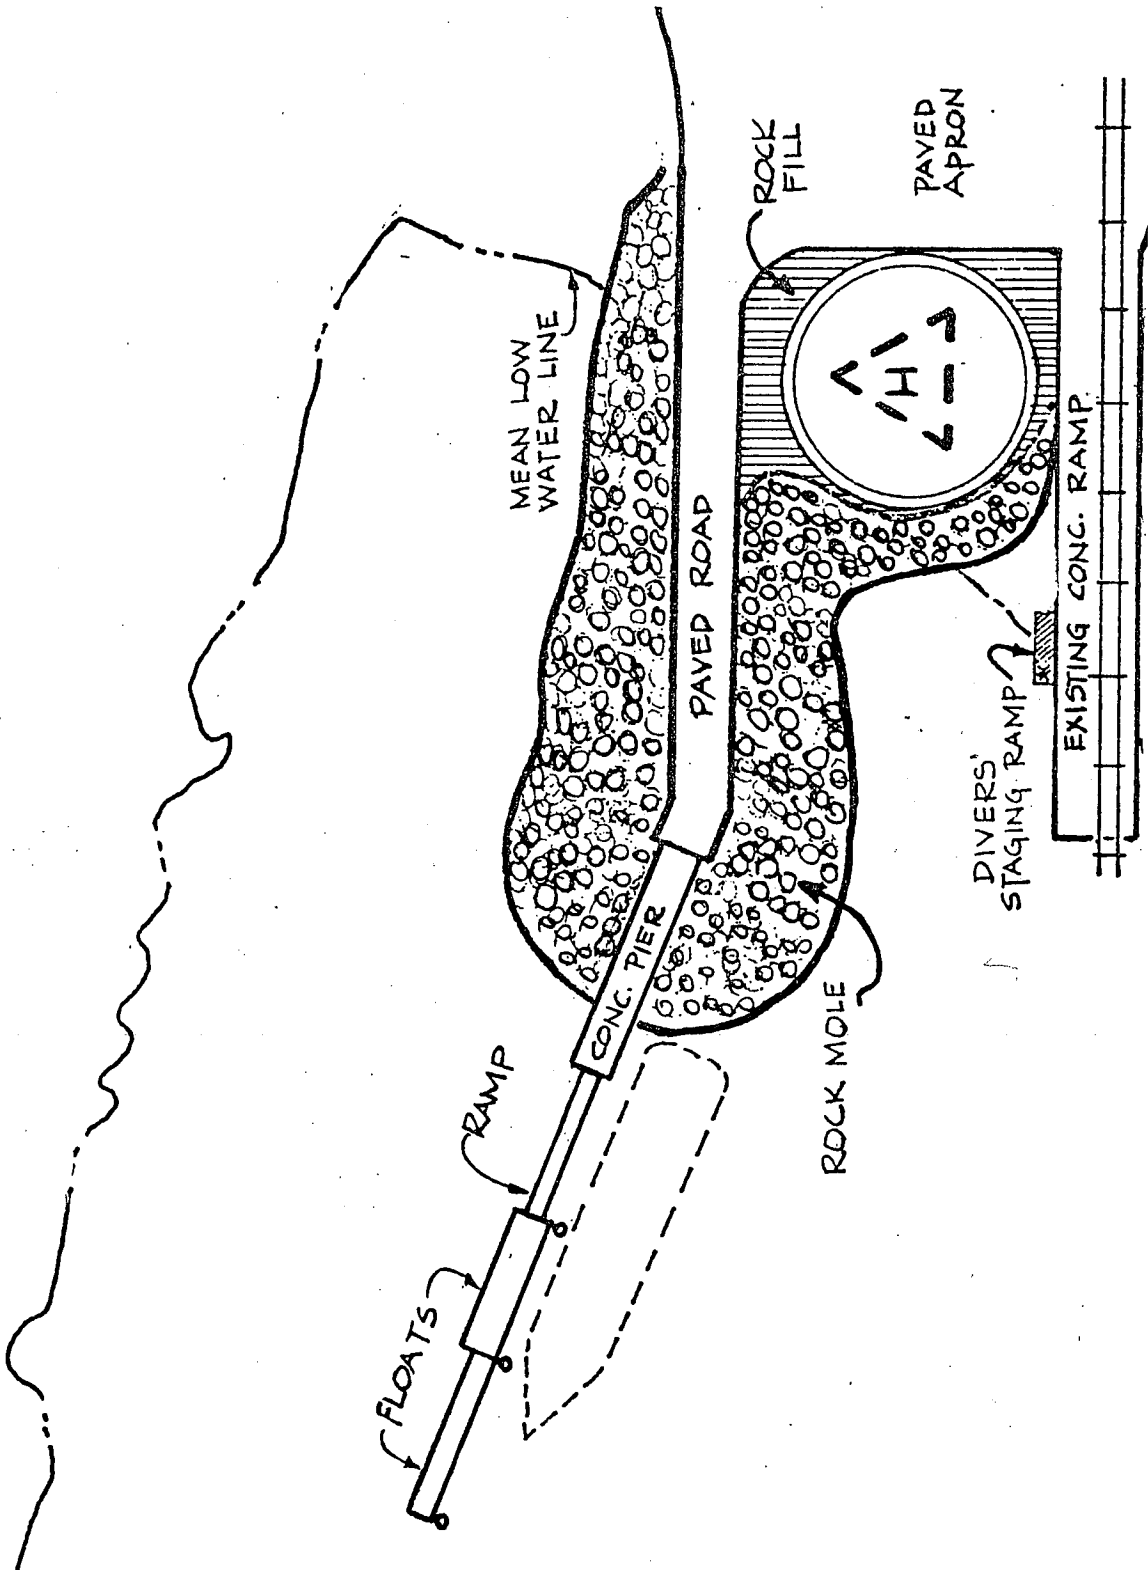 FLOATS
RAMP
CONC. PIER
ROCK MOLE
MEAN LOW
WATER LINE
PAVED ROAD
DIVERS'
STAGING RAMP
EXISTING CONC. RAMP
ROCK
FILL
H
PAVED
APRON